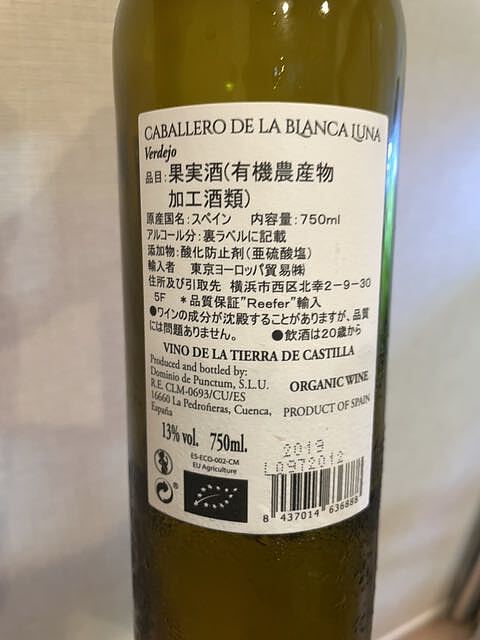 CABALLERO DE LA BLANCA LUNA
Verdejo
品目:果実酒(有機農産物
加工酒類)
原産国名:スペイン 内容量:750ml
アルコール分:裏ラベルに記載
添加物:酸化防止剤(亜硫酸塩)
輸入者 東京ヨーロッパ貿易㈱
住所及び引取先 横浜市西区北幸2-9-30
5F *品質保証"Reefer"輸入
●ワインの成分が沈殿することがありますが、品質
には問題ありません。 ●飲酒は20歳から
VINO DE LA TIERRA DE CASTILLA
Produced and bottled by:
Dominio de Punctum, S.L.U.
R.E. CLM-0693/CU/ES
16660 La Pedroñeras, Cuenca,
España
ORGANIC WINE
PRODUCT OF SPAIN
13% vol. 750ml.
2019
L0972012
ES-ECO-002-CM
EU Agriculture
8 437014 636888